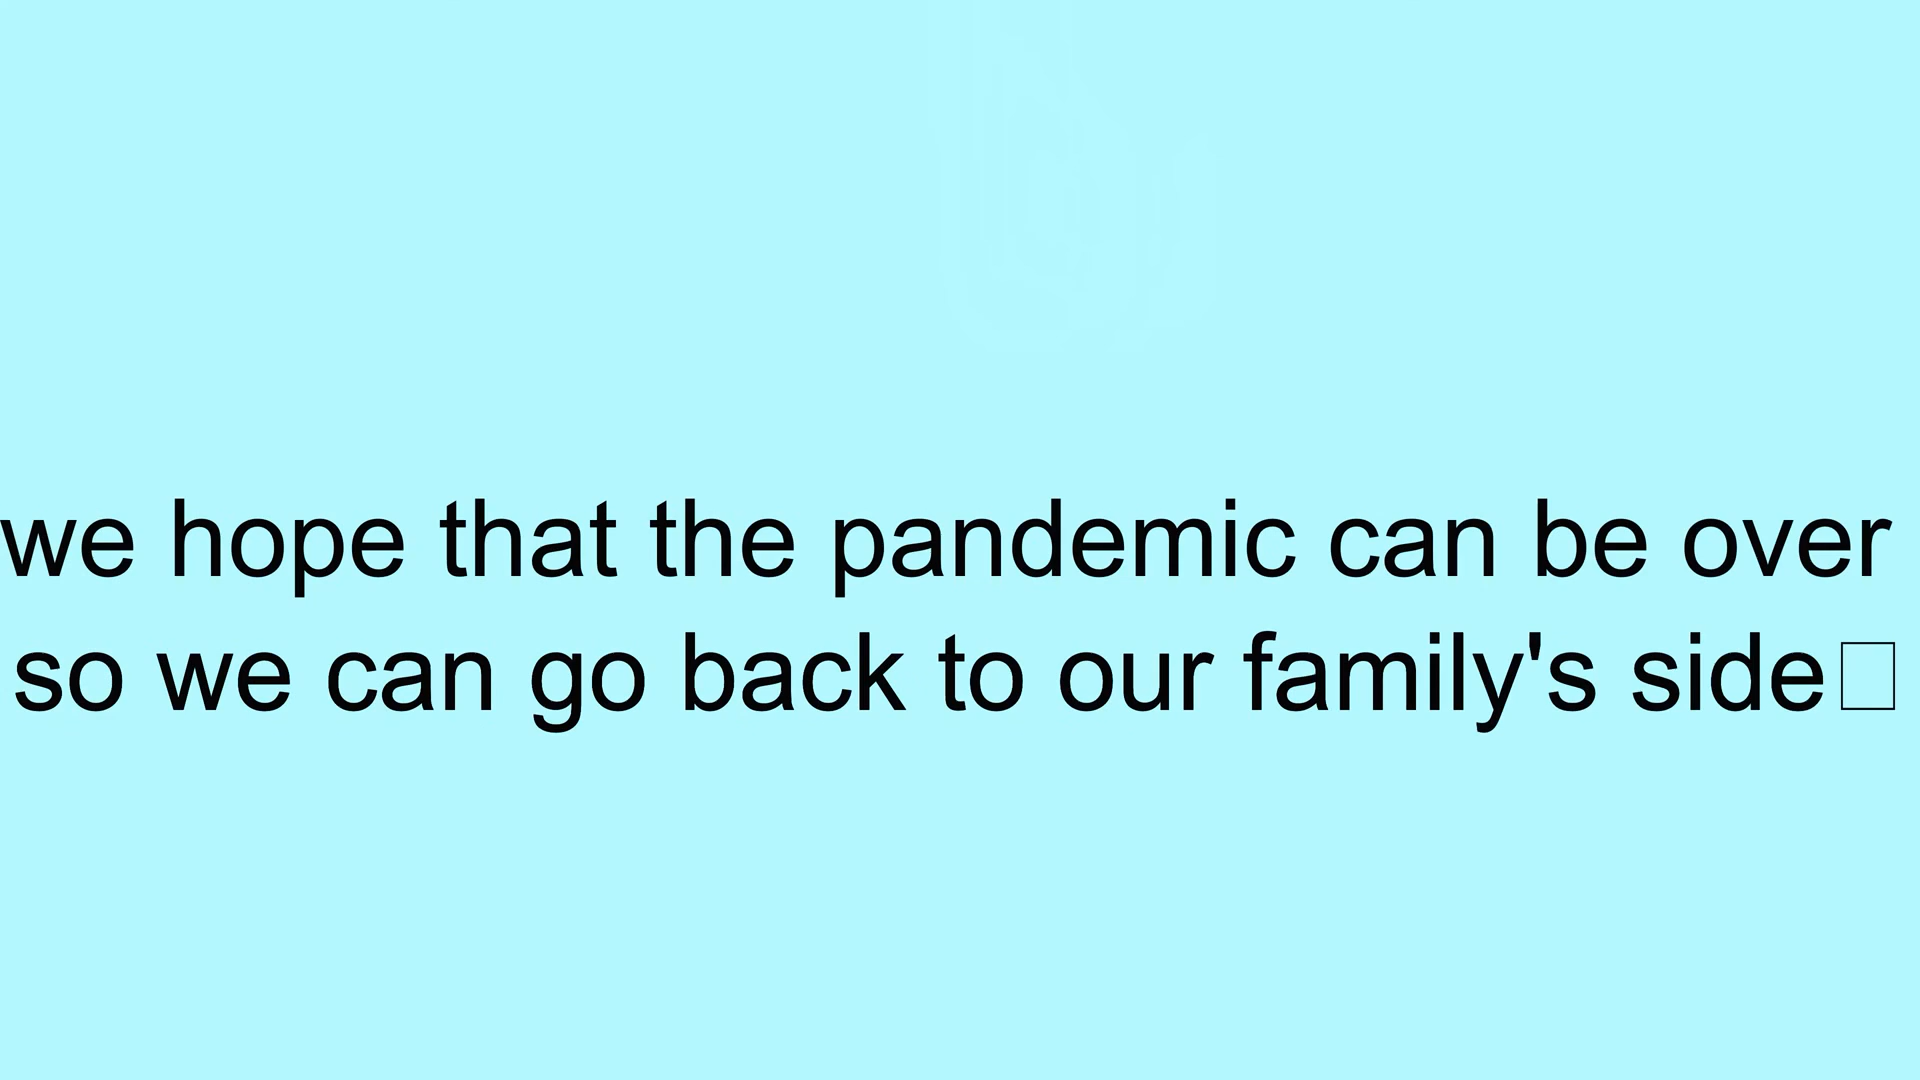 we hope that the pandemic can be over
so we can go back to our family's side□